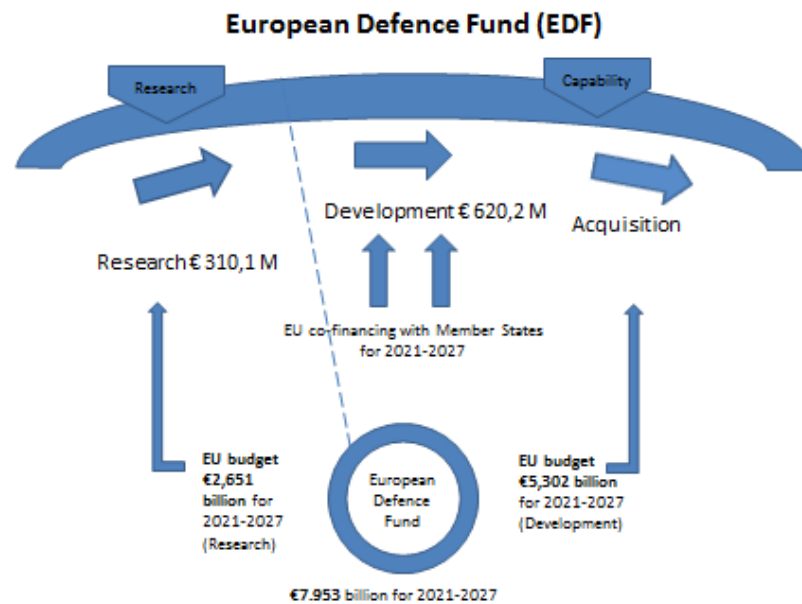 European Defence Fund (EDF)
Research
Capability
Development € 620,2 M
Acquisition
Research € 310,1 M
EU co-financing with Member States
for 2021-2027
EU budget
€2,651
billion for
2021-2027
(Research)
European
Defence
Fund
EU budget
€5,302 billion
for 2021-2027
(Development)
€7.953 billion for 2021-2027